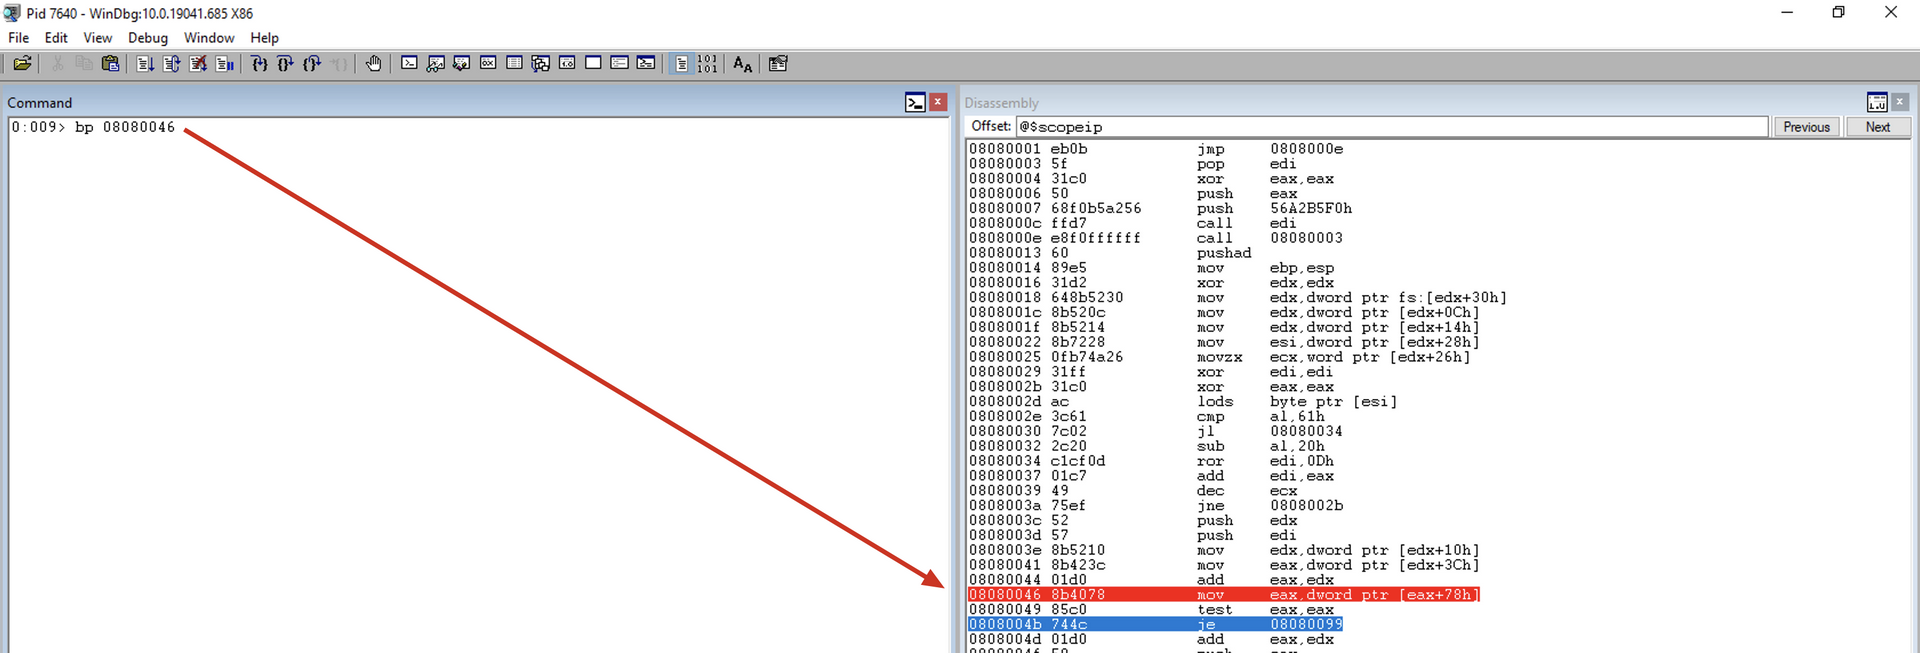 Pid 7640 - WinDbg:10.0.19041.685 X86
File Edit View Debug Window Help
Command
0:009> bp 08080046
Disassembly
Offset: @$scopeip Previous Next
08080001 eb0b jmp 0808000e
08080003 5f pop edi
08080004 31c0 xor eax,eax
08080006 50 push eax
08080007 68f0b5a256 push 56A2B5F0h
0808000c ffd7 call edi
0808000e e8f0ffffff call 08080003
08080013 60 pushad
08080014 89e5 mov ebp,esp
08080016 31d2 xor edx,edx
08080018 648b5230 mov edx,dword ptr fs:[edx+30h]
0808001c 8b520c mov edx,dword ptr [edx+0Ch]
0808001f 8b5214 mov edx,dword ptr [edx+14h]
08080022 8b7228 mov esi,dword ptr [edx+28h]
08080025 0fb74a26 movzx ecx,word ptr [edx+26h]
08080029 31ff xor edi,edi
0808002b 31c0 xor eax,eax
0808002d ac lods byte ptr [esi]
0808002e 3c61 cmp al,61h
08080030 7c02 jl 08080034
08080032 2c20 sub al,20h
08080034 c1cf0d ror edi,0Dh
08080037 01c7 add edi,eax
08080039 49 dec ecx
0808003a 75ef jne 0808002b
0808003c 52 push edx
0808003d 57 push edi
0808003e 8b5210 mov edx,dword ptr [edx+10h]
08080041 8b423c mov eax,dword ptr [edx+3Ch]
08080044 01d0 add eax,edx
08080046 8b4078 mov eax,dword ptr [eax+78h]
08080049 85c0 test eax,eax
0808004b 744c je 08080099
0808004d 01d0 add eax,edx